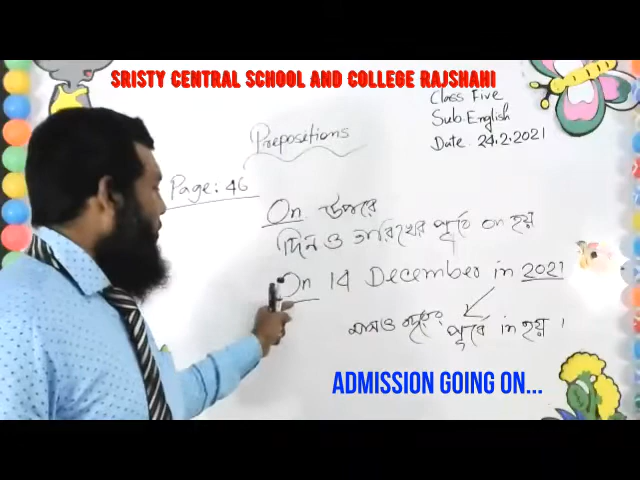 SRISTY CENTRAL SCHOOL AND COLLEGE RAJSHAHI
Class Five
Sub. English
Date. 24.2.2021
Prepositions
Page: 46
On উপরে
দিন ও তারিখের পূর্বে on হয়
On 14 December in 2021
মাস ও বছরের পূর্বে in হয়।
ADMISSION GOING ON...